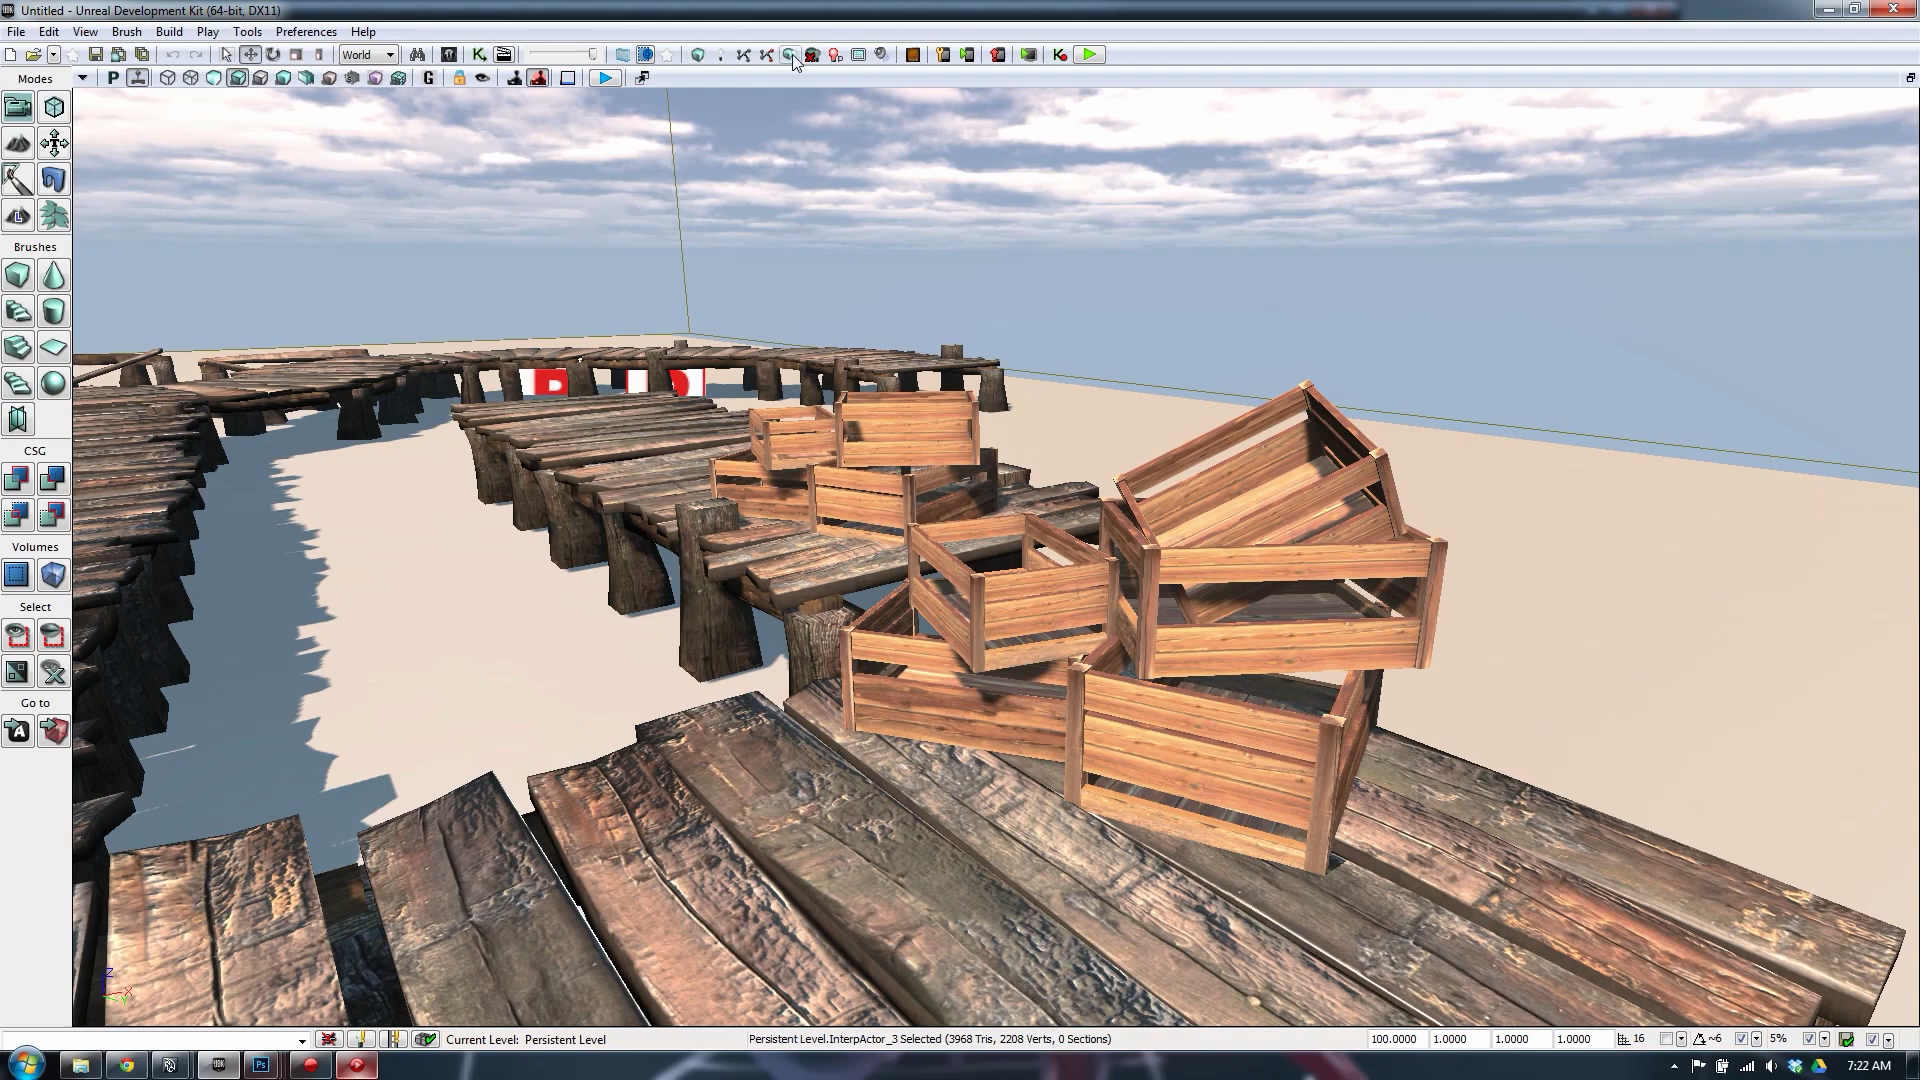 Untitled - Unreal Development Kit (64-bit, DX11)
File Edit View Brush Build Play Tools Preferences Help
World
Modes
P
G
Brushes
CSG
Volumes
Select
Go to
Current Level: Persistent Level
Persistent Level.InterpActor_3 Selected (3968 Tris, 2208 Verts, 0 Sections)
100.0000 1.0000 1.0000 1.0000 16 ~6 5%
Ps
7:22 AM